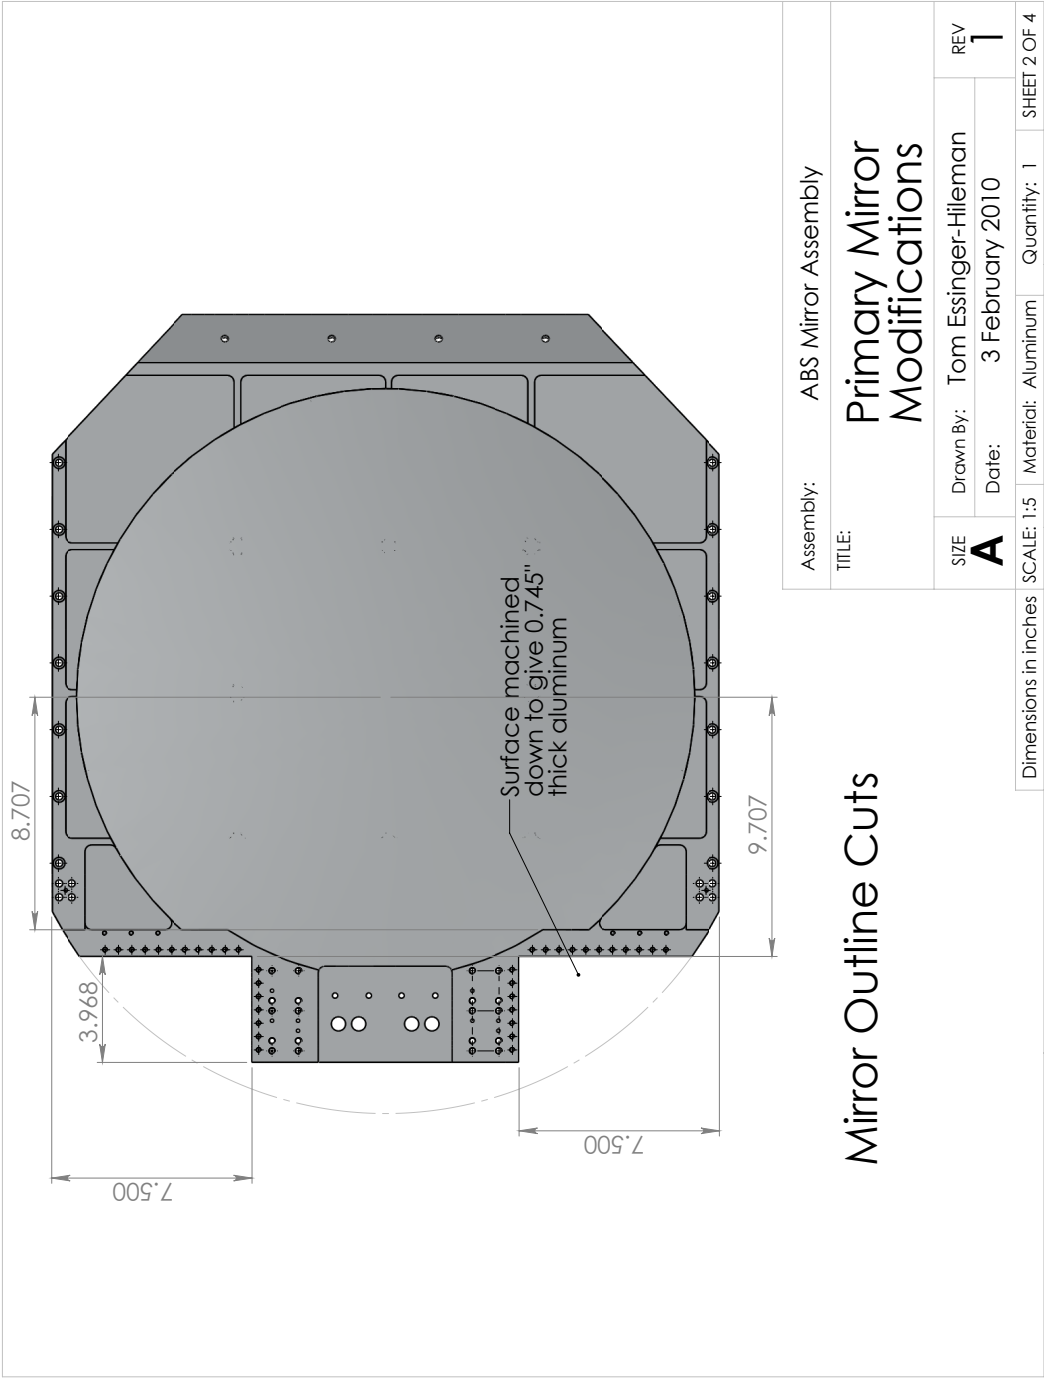 8.707
3.968
7.500
7.500
9.707
Surface machined
down to give 0.745"
thick aluminum
Mirror Outline Cuts
Assembly: ABS Mirror Assembly
TITLE:
Primary Mirror
Modifications
SIZE
A
Drawn By: Tom Essinger-Hileman
Date: 3 February 2010
REV
1
Dimensions in inches SCALE: 1:5 Material: Aluminum Quantity: 1 SHEET 2 OF 4